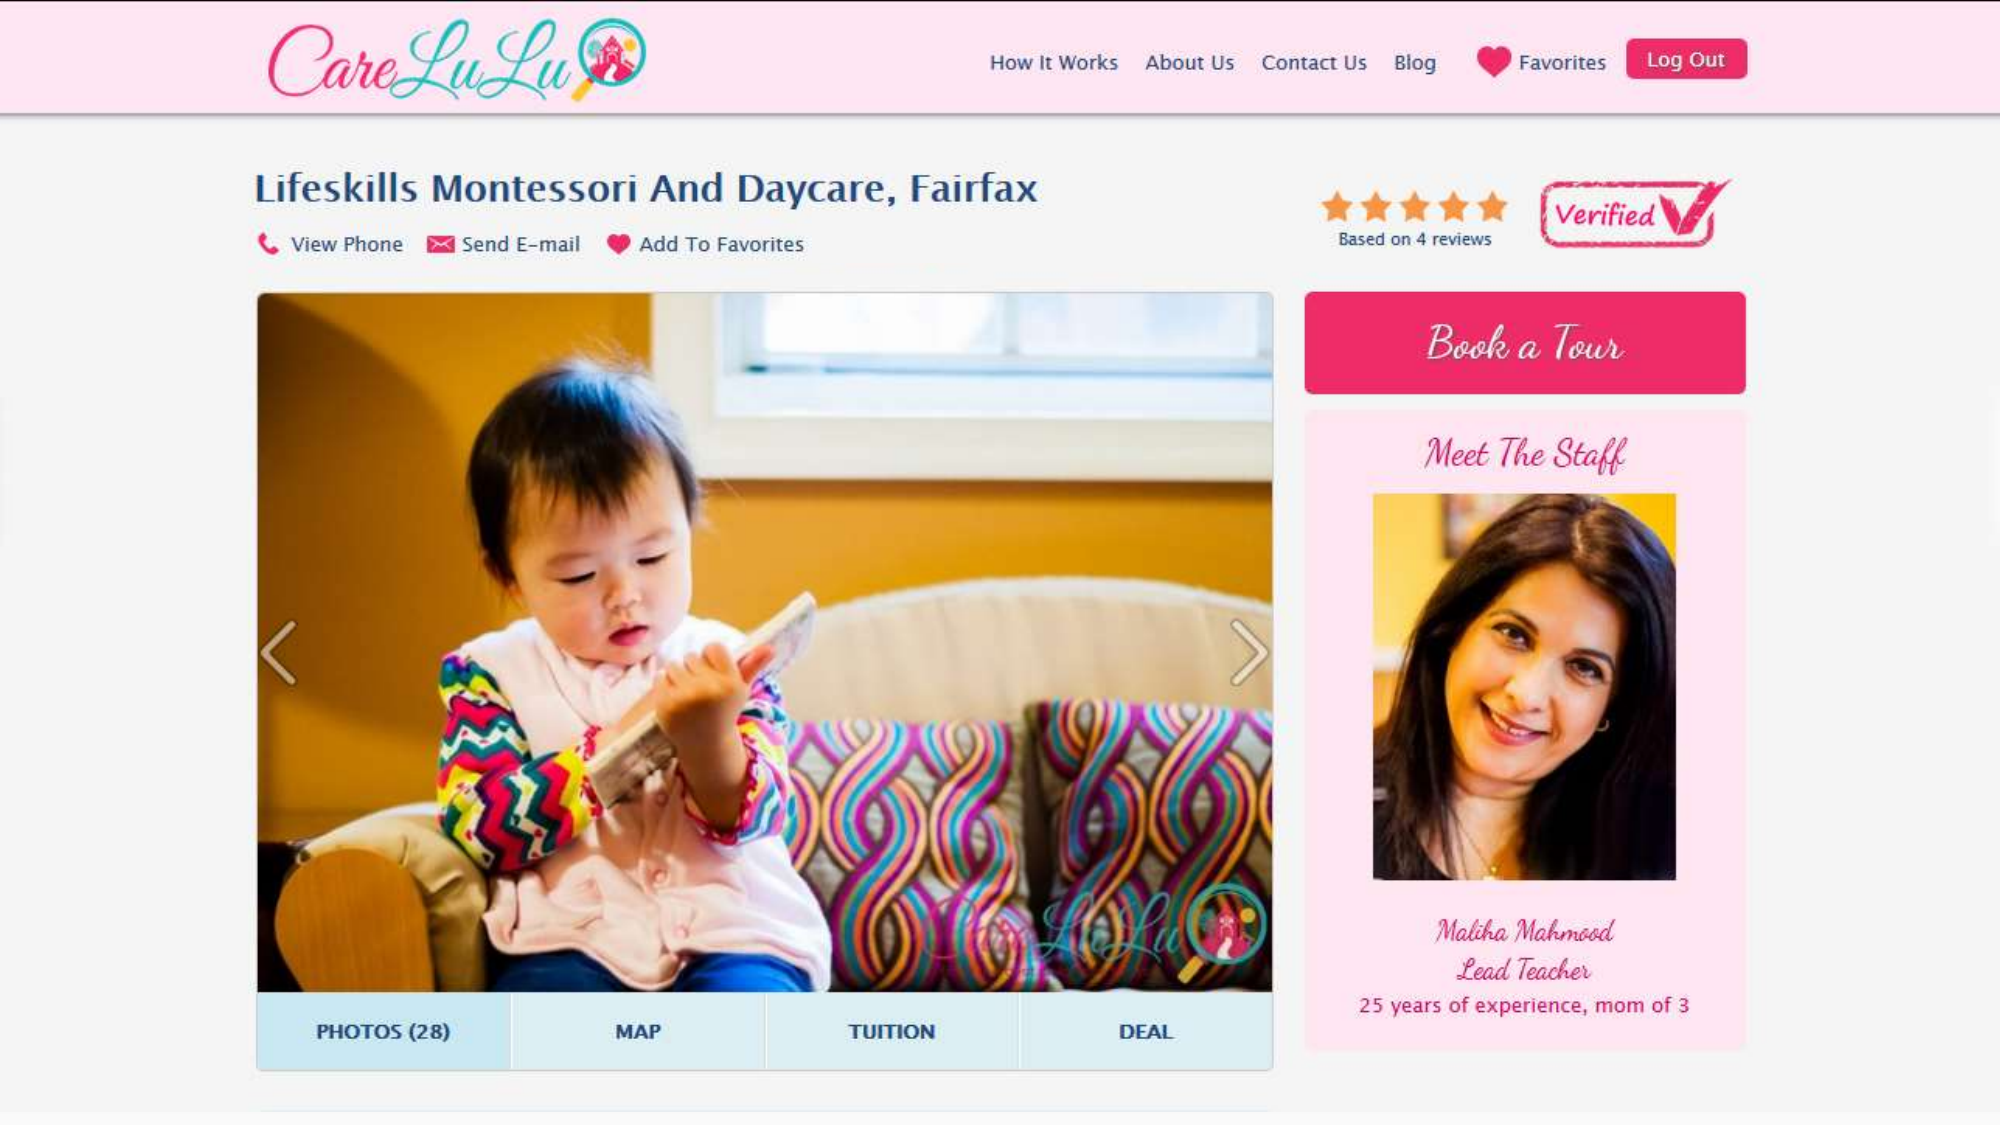 CareLuLu
How It Works About Us Contact Us Blog Favorites Log Out
Lifeskills Montessori And Daycare, Fairfax
View Phone Send E-mail Add To Favorites
Based on 4 reviews
Verified
Book a Tour
Meet The Staff
CareLuLu
Maliha Mahmood
Lead Teacher
25 years of experience, mom of 3
PHOTOS (28) MAP TUITION DEAL